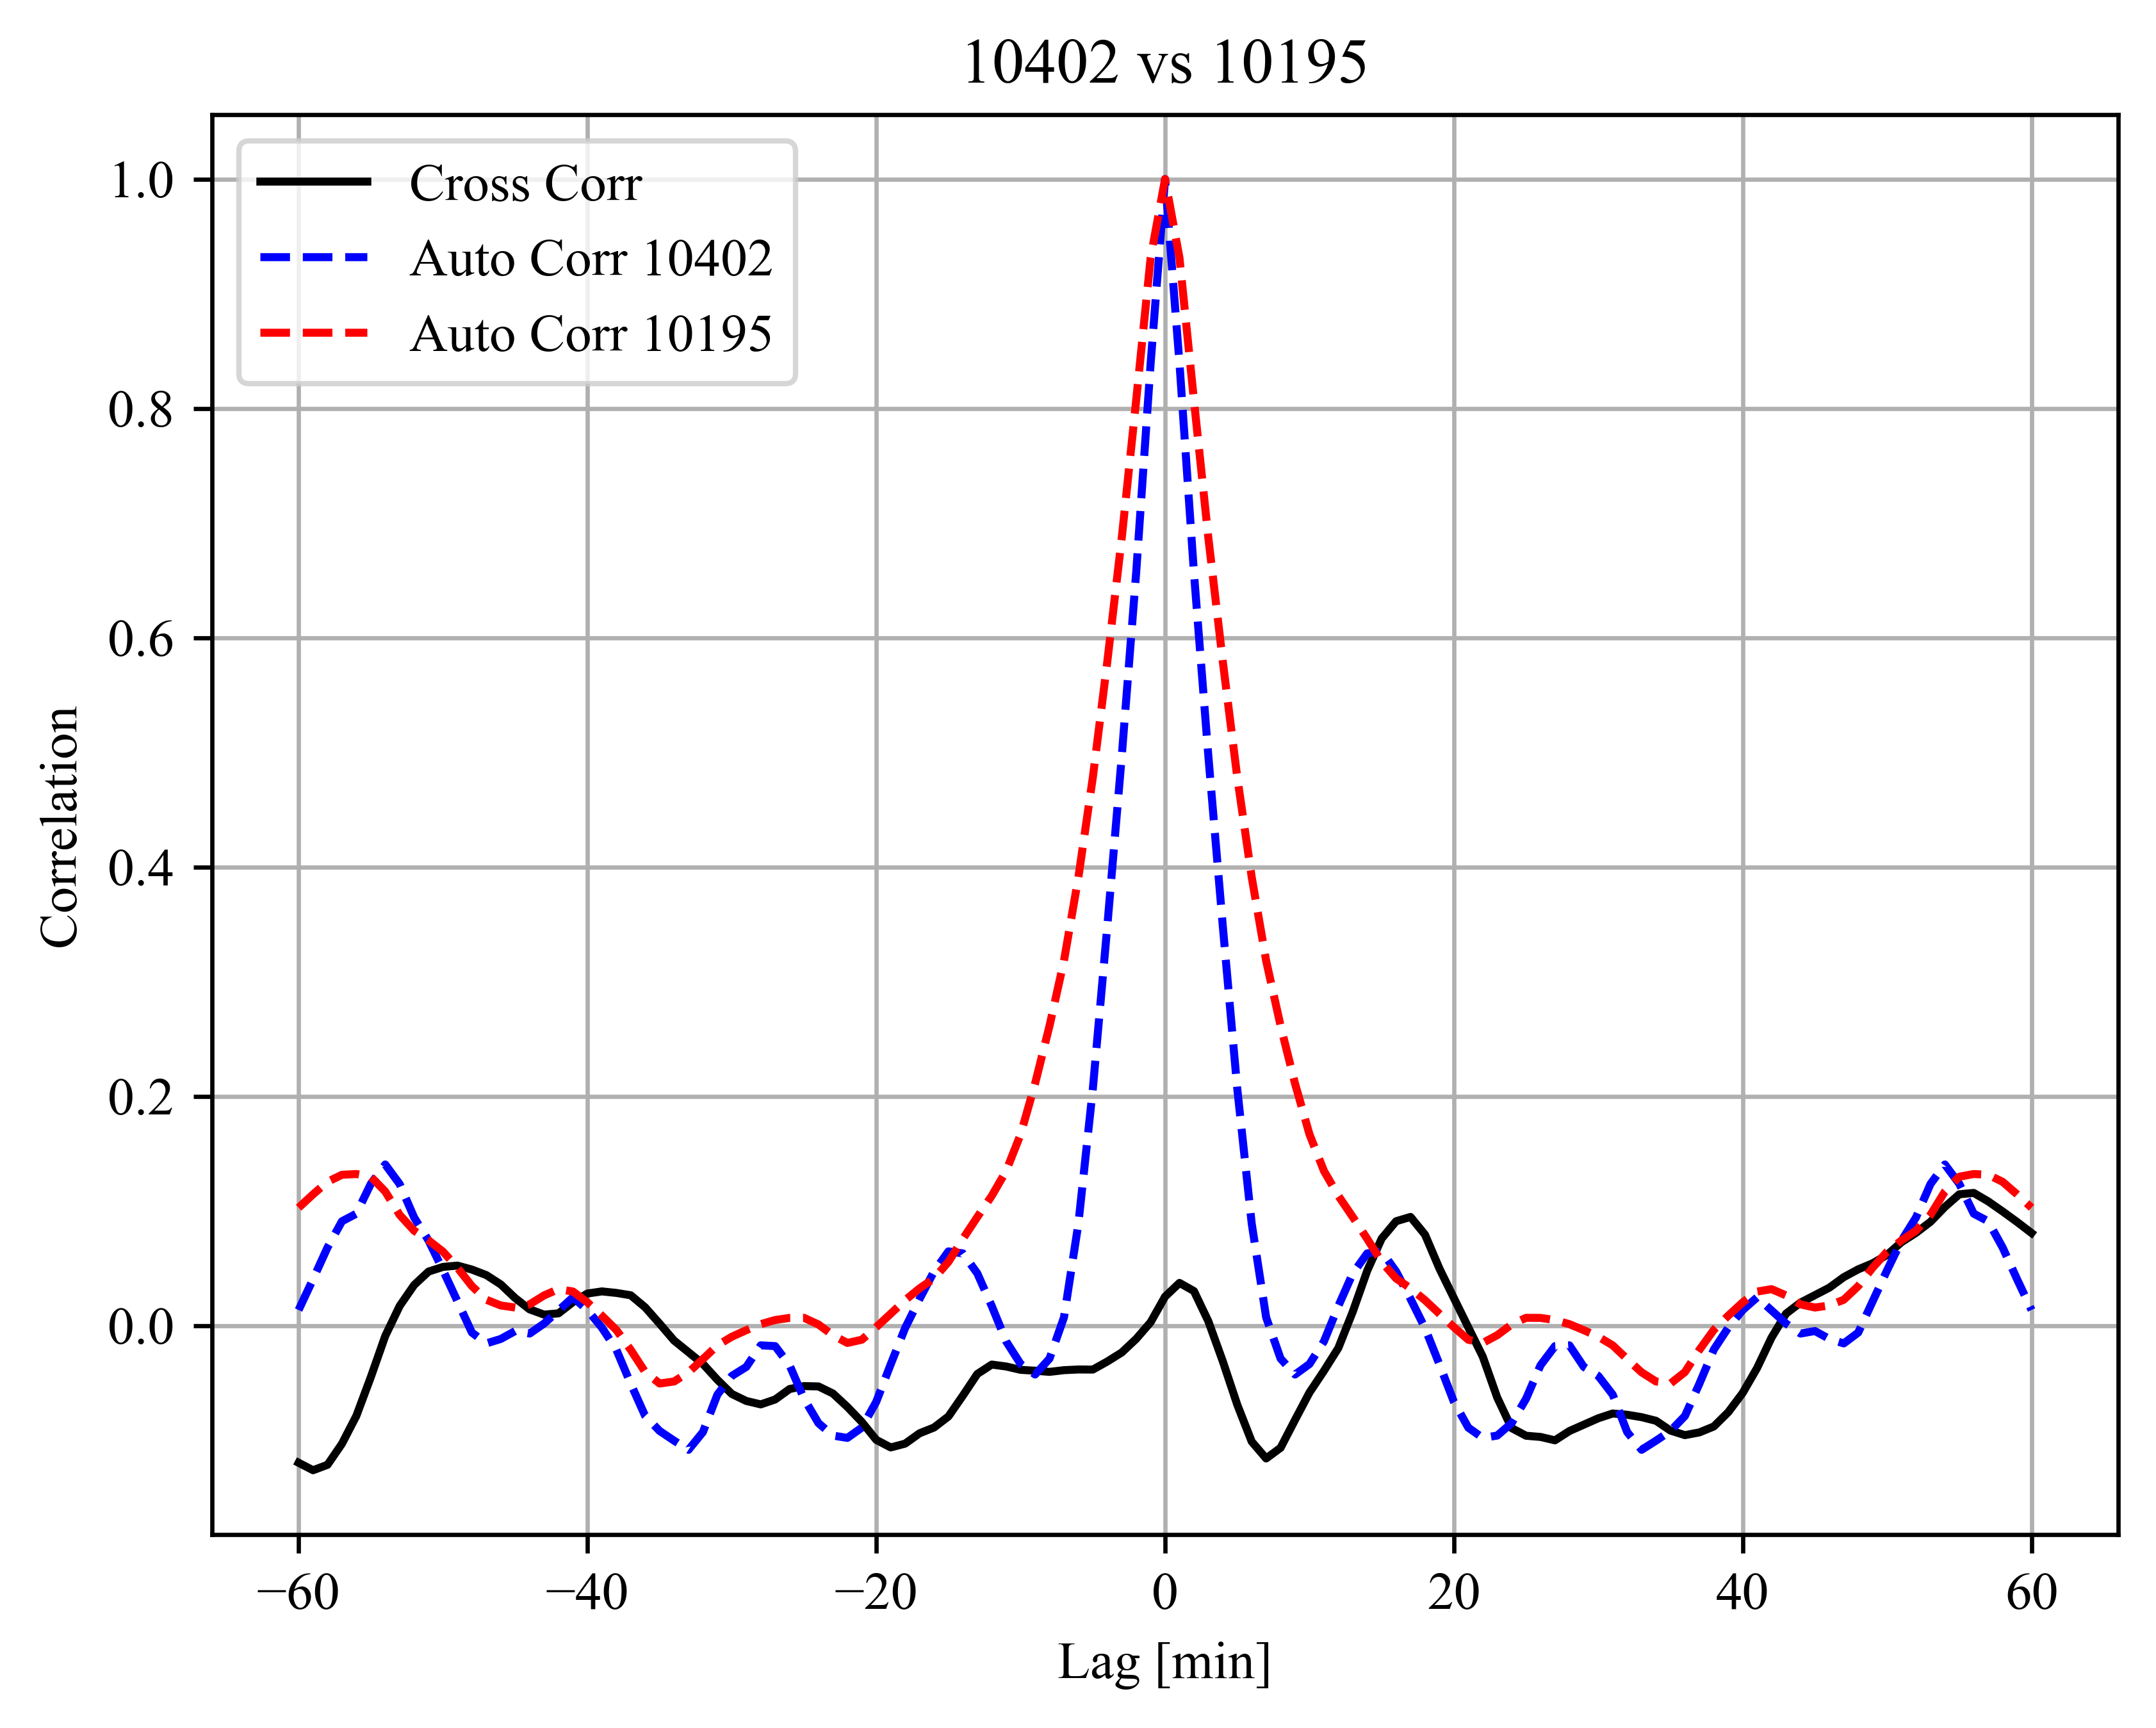 10402 vs 10195
Cross Corr
Auto Corr 10402
Auto Corr 10195
1.0
0.8
0.6
0.4
0.2
0.0
Correlation
−60 −40 −20 0 20 40 60
Lag [min]